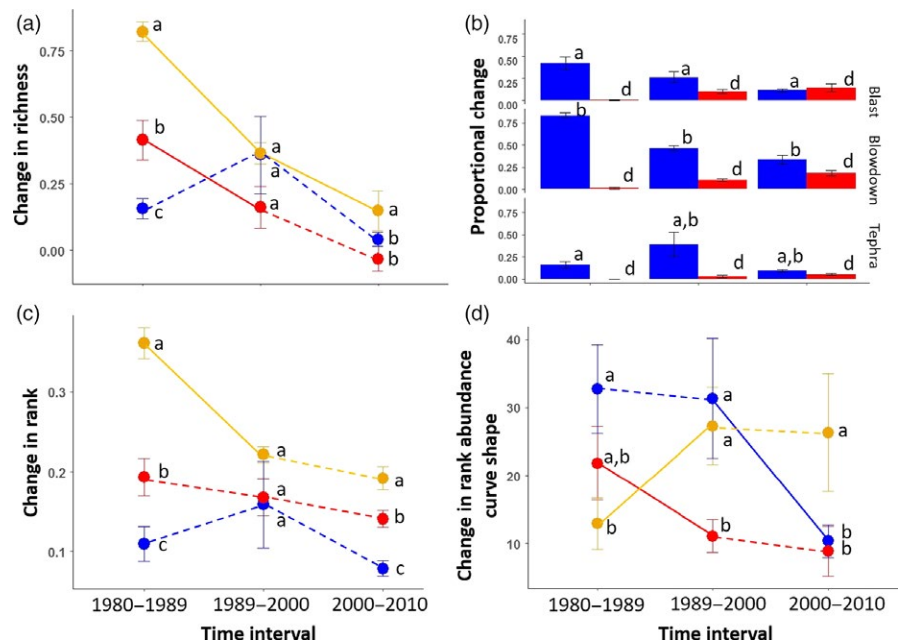 (a)
Change in richness
0.75
0.50
0.25
0.00
a
b
c
a
a
a
a
b
b
(b)
Proportional change
0.75
0.50
0.25
0.00
a
d
a
d
a
d
Blast
0.75
0.50
0.25
0.00
b
d
b
d
b
d
Blowdown
0.75
0.50
0.25
0.00
a
d
a,b
d
a,b
d
Tephra
(c)
Change in rank
0.3
0.2
0.1
a
b
c
a
a
a
a
b
c
1980–1989
1989–2000
2000–2010
Time interval
(d)
Change in rank abundance
curve shape
40
30
20
10
a
a,b
b
a
a
b
a
b
b
1980–1989
1989–2000
2000–2010
Time interval